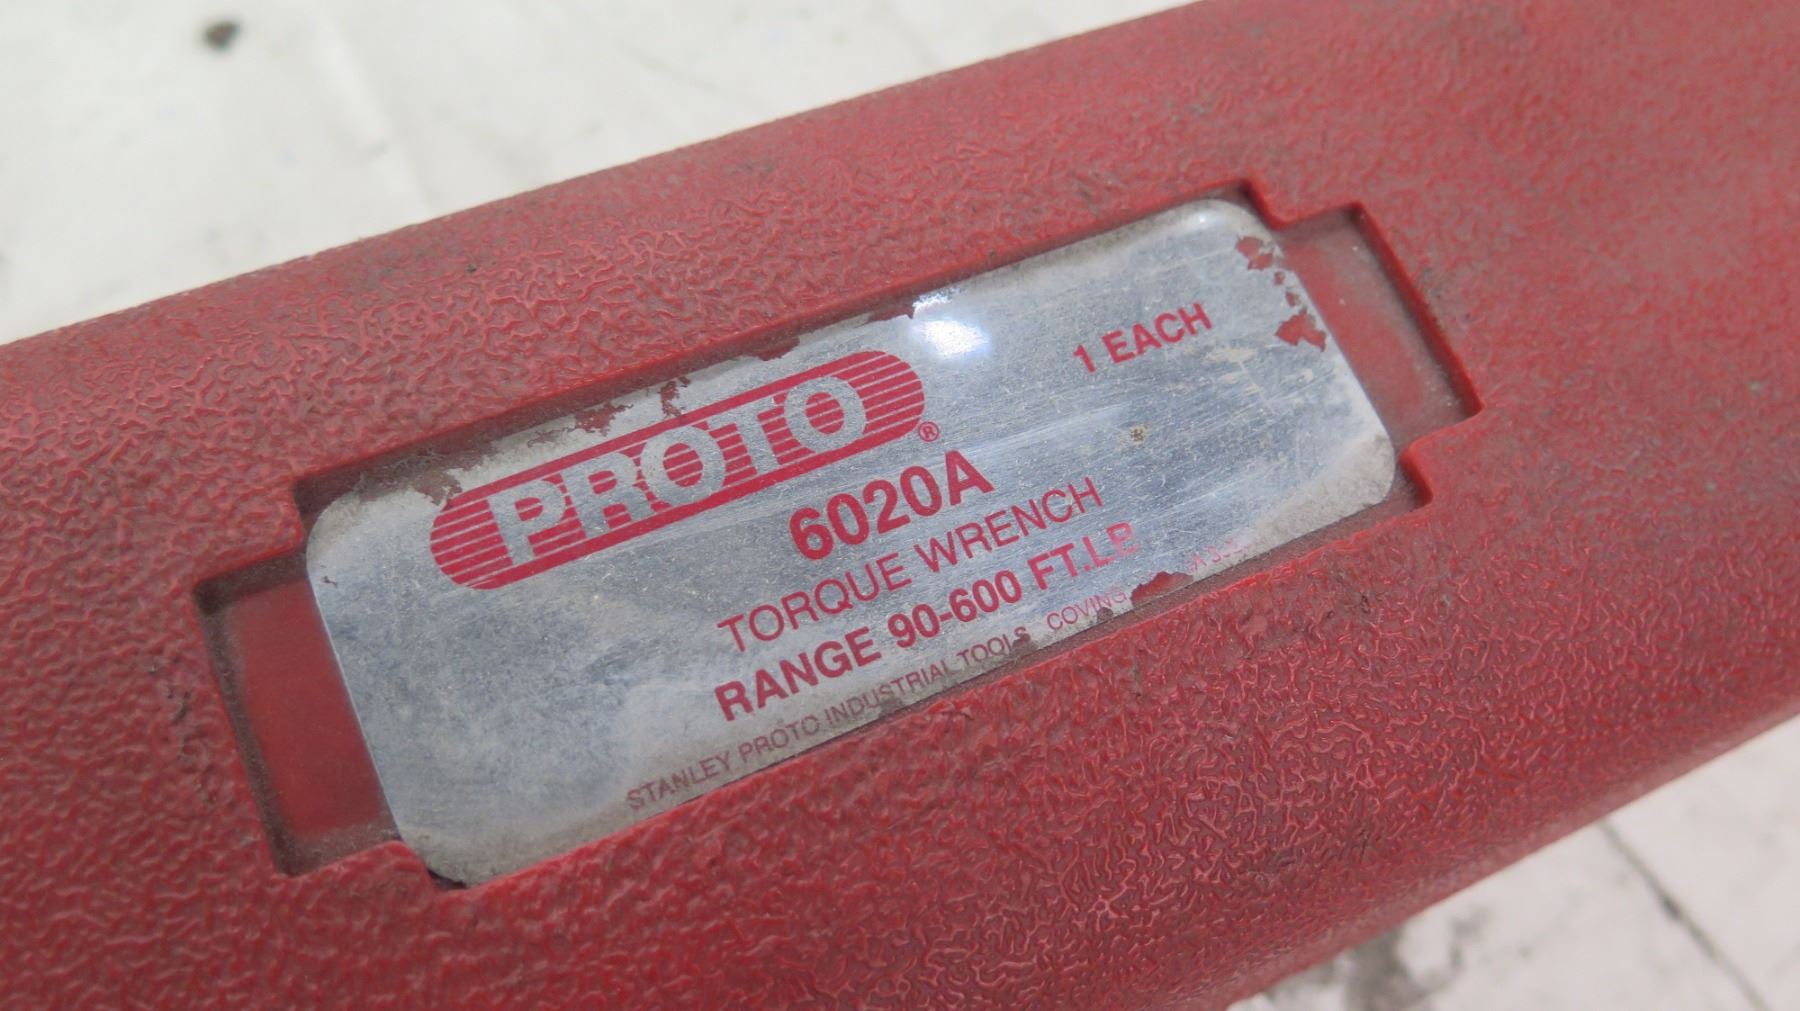 1 EACH
PROTO®
6020A
TORQUE WRENCH
RANGE 90-600 FT.LB
STANLEY PROTO INDUSTRIAL TOOLS